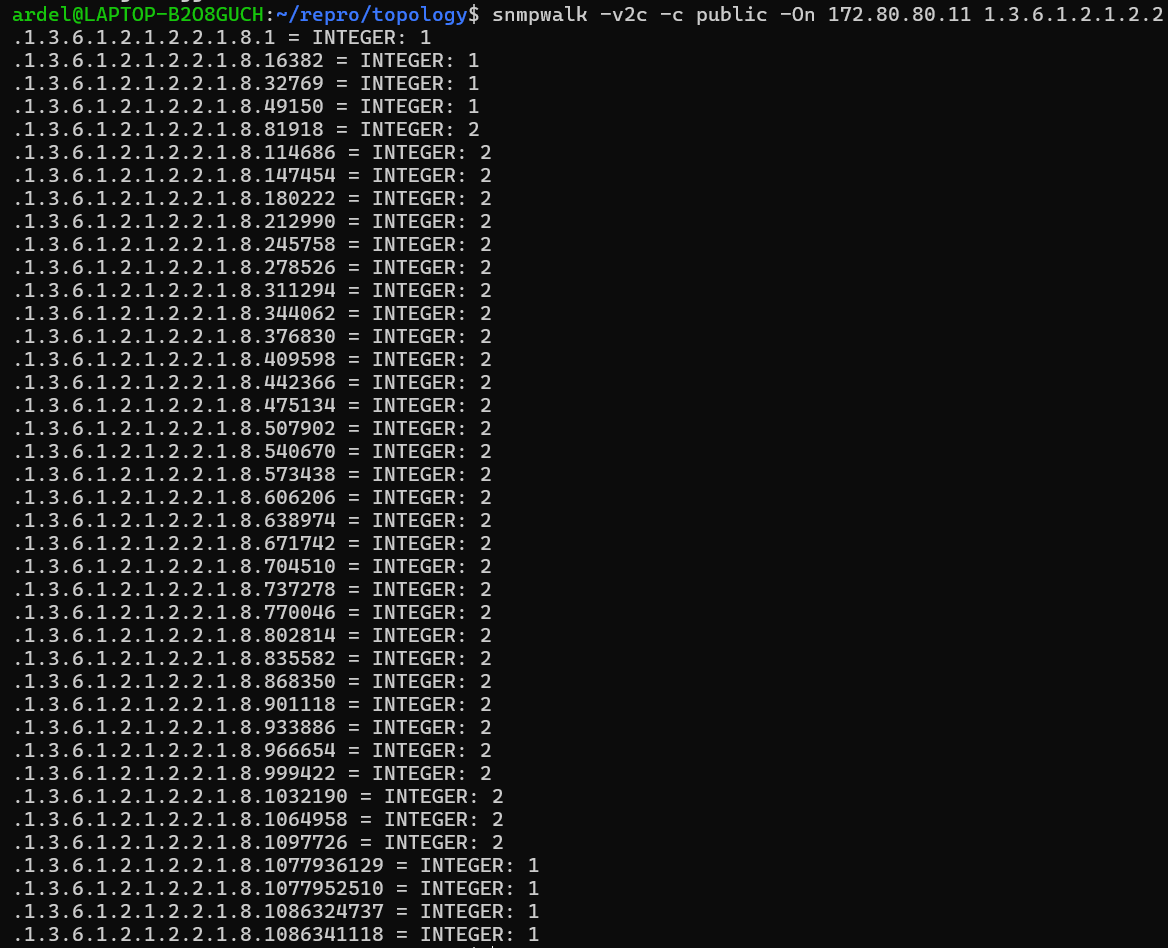 ardel@LAPTOP-B2O8GUCH:~/repro/topology$ snmpwalk -v2c -c public -On 172.80.80.11 1.3.6.1.2.1.2.2
.1.3.6.1.2.1.2.2.1.8.1 = INTEGER: 1
.1.3.6.1.2.1.2.2.1.8.16382 = INTEGER: 1
.1.3.6.1.2.1.2.2.1.8.32769 = INTEGER: 1
.1.3.6.1.2.1.2.2.1.8.49150 = INTEGER: 1
.1.3.6.1.2.1.2.2.1.8.81918 = INTEGER: 2
.1.3.6.1.2.1.2.2.1.8.114686 = INTEGER: 2
.1.3.6.1.2.1.2.2.1.8.147454 = INTEGER: 2
.1.3.6.1.2.1.2.2.1.8.180222 = INTEGER: 2
.1.3.6.1.2.1.2.2.1.8.212990 = INTEGER: 2
.1.3.6.1.2.1.2.2.1.8.245758 = INTEGER: 2
.1.3.6.1.2.1.2.2.1.8.278526 = INTEGER: 2
.1.3.6.1.2.1.2.2.1.8.311294 = INTEGER: 2
.1.3.6.1.2.1.2.2.1.8.344062 = INTEGER: 2
.1.3.6.1.2.1.2.2.1.8.376830 = INTEGER: 2
.1.3.6.1.2.1.2.2.1.8.409598 = INTEGER: 2
.1.3.6.1.2.1.2.2.1.8.442366 = INTEGER: 2
.1.3.6.1.2.1.2.2.1.8.475134 = INTEGER: 2
.1.3.6.1.2.1.2.2.1.8.507902 = INTEGER: 2
.1.3.6.1.2.1.2.2.1.8.540670 = INTEGER: 2
.1.3.6.1.2.1.2.2.1.8.573438 = INTEGER: 2
.1.3.6.1.2.1.2.2.1.8.606206 = INTEGER: 2
.1.3.6.1.2.1.2.2.1.8.638974 = INTEGER: 2
.1.3.6.1.2.1.2.2.1.8.671742 = INTEGER: 2
.1.3.6.1.2.1.2.2.1.8.704510 = INTEGER: 2
.1.3.6.1.2.1.2.2.1.8.737278 = INTEGER: 2
.1.3.6.1.2.1.2.2.1.8.770046 = INTEGER: 2
.1.3.6.1.2.1.2.2.1.8.802814 = INTEGER: 2
.1.3.6.1.2.1.2.2.1.8.835582 = INTEGER: 2
.1.3.6.1.2.1.2.2.1.8.868350 = INTEGER: 2
.1.3.6.1.2.1.2.2.1.8.901118 = INTEGER: 2
.1.3.6.1.2.1.2.2.1.8.933886 = INTEGER: 2
.1.3.6.1.2.1.2.2.1.8.966654 = INTEGER: 2
.1.3.6.1.2.1.2.2.1.8.999422 = INTEGER: 2
.1.3.6.1.2.1.2.2.1.8.1032190 = INTEGER: 2
.1.3.6.1.2.1.2.2.1.8.1064958 = INTEGER: 2
.1.3.6.1.2.1.2.2.1.8.1097726 = INTEGER: 2
.1.3.6.1.2.1.2.2.1.8.1077936129 = INTEGER: 1
.1.3.6.1.2.1.2.2.1.8.1077952510 = INTEGER: 1
.1.3.6.1.2.1.2.2.1.8.1086324737 = INTEGER: 1
.1.3.6.1.2.1.2.2.1.8.1086341118 = INTEGER: 1